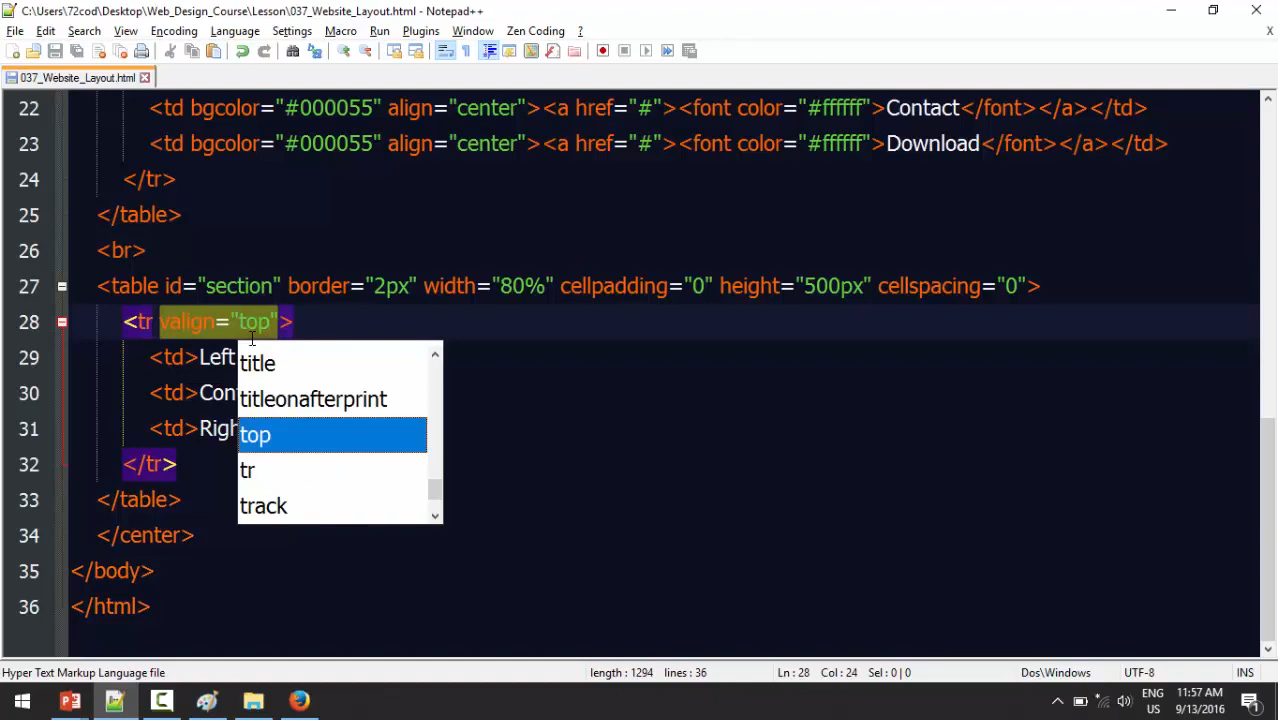 C:\Users\72cod\Desktop\Web_Design_Course\Lesson\037_Website_Layout.html - Notepad++
File Edit Search View Encoding Language Settings Macro Run Plugins Window Zen Coding ? X
037_Website_Layout.html
22 <td bgcolor="#000055" align="center"><a href="#"><font color="#ffffff">Contact</font></a></td>
23 <td bgcolor="#000055" align="center"><a href="#"><font color="#ffffff">Download</font></a></td>
24 </tr>
25 </table>
26 <br>
27 <table id="section" border="2px" width="80%" cellpadding="0" height="500px" cellspacing="0">
28 <tr valign="top">
29 <td>Left
title
30 <td>Con
titleonafterprint
31 <td>Righ
top
32 </tr>
tr
33 </table>
track
34 </center>
35 </body>
36 </html>
Hyper Text Markup Language file length : 1294 lines : 36 Ln : 28 Col : 24 Sel : 0 | 0 Dos\Windows UTF-8 INS
ENG 11:57 AM
US 9/13/2016